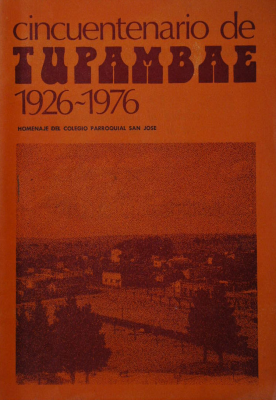 cincuentenario de
TUPAMBAE
1926~1976
HOMENAJE DEL COLEGIO PARROQUIAL SAN JOSE